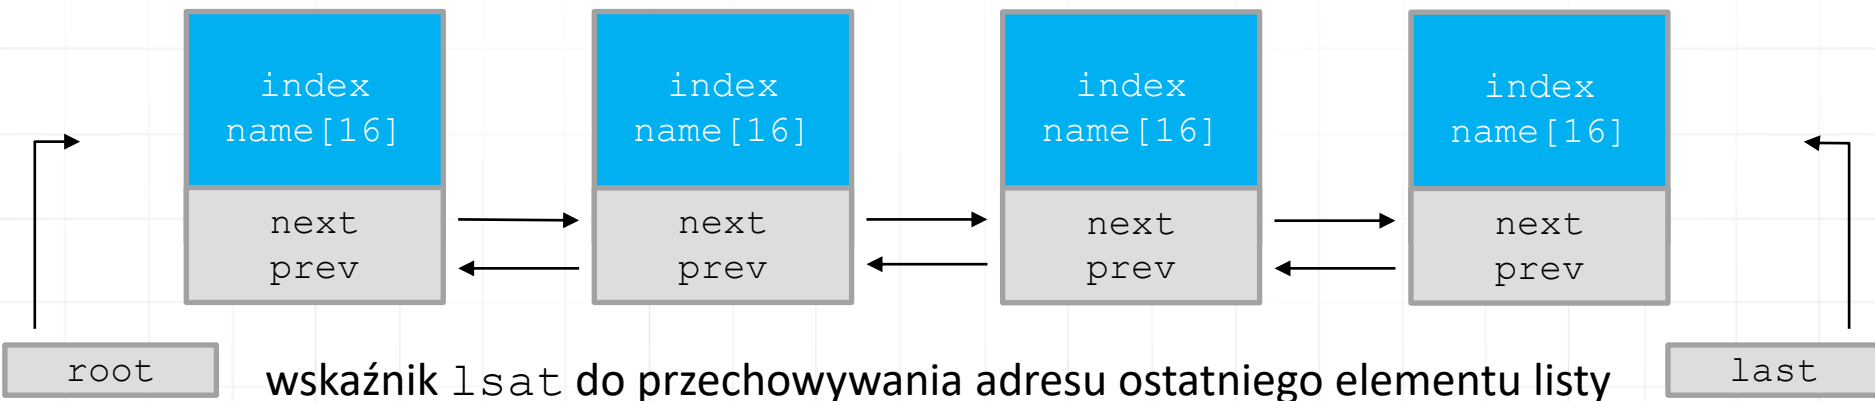 index
name[16]
next
prev
index
name[16]
next
prev
index
name[16]
next
prev
index
name[16]
next
prev
root
wskaźnik lsat do przechowywania adresu ostatniego elementu listy
last